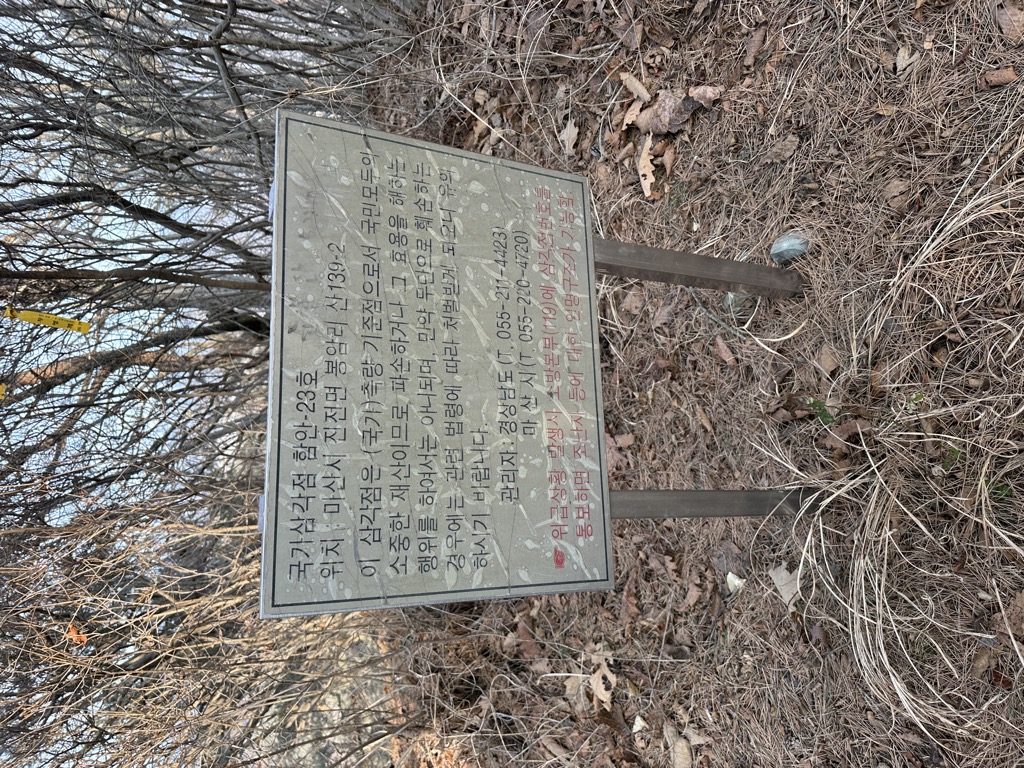 국가삼각점 함안-23호
위치 : 마산시 진전면 봉암리 산139-2
이 삼각점은 (국가)측량 기준점으로서 국민모두의
소중한 재산이므로 파손하거나 그 효용을 해하는
행위를 하여서는 아니되며, 만약 무단으로 훼손하는
경우에는 관련 법령에 따라 처벌받게 되오니 유의
하시기 바랍니다.
관리자 : 경상남도(T. 055-211-4423)
마 산 시(T. 055-220-4720)
☞ 위급상황 발생시 소방방문(119)에 삼각점번호를
통보하면 조난사 등에 대한 인명구조가 가능함.